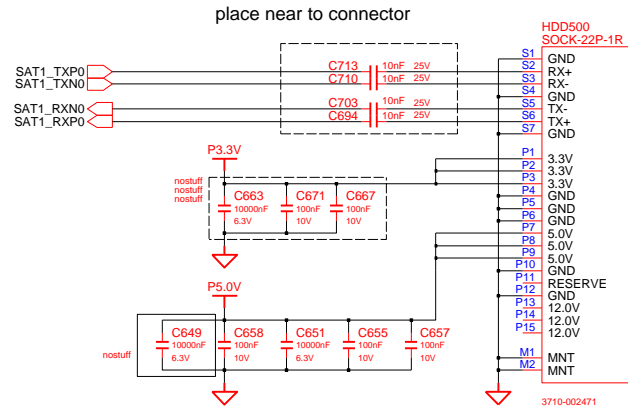 place near to connector
HDD500
SOCK-22P-1R
S1 GND
SAT1_TXP0 C713 10nF 25V S2 RX+
SAT1_TXN0 C710 10nF 25V S3 RX-
S4 GND
SAT1_RXN0 C703 10nF 25V S5 TX-
SAT1_RXP0 C694 10nF 25V S6 TX+
S7 GND
P3.3V
P1 3.3V
P2 3.3V
P3 3.3V
nostuff
nostuff
nostuff
C663 C671 C667
10000nF 100nF 100nF
6.3V 10V 10V
P4 GND
P5 GND
P6 GND
P7 5.0V
P8 5.0V
P9 5.0V
P10 GND
P11 RESERVE
P12 GND
P13 12.0V
P14 12.0V
P15 12.0V
P5.0V
C649 C658 C651 C655 C657
10000nF 100nF 10000nF 100nF 100nF
6.3V 10V 6.3V 10V 10V
nostuff
M1 MNT
M2 MNT
3710-002471